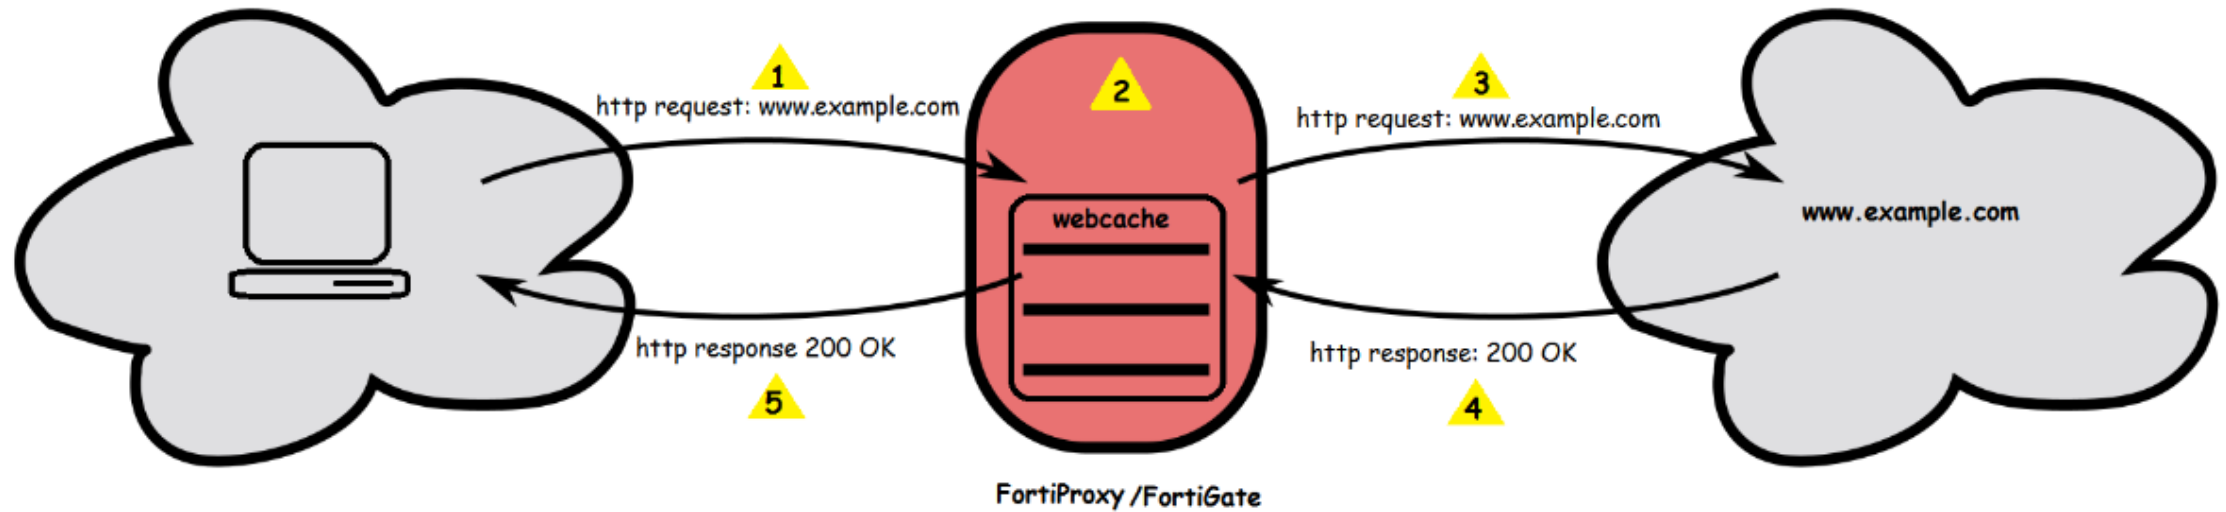 1
http request: www.example.com
2
3
http request: www.example.com
webcache
www.example.com
http response 200 OK
5
http response: 200 OK
4
FortiProxy/FortiGate